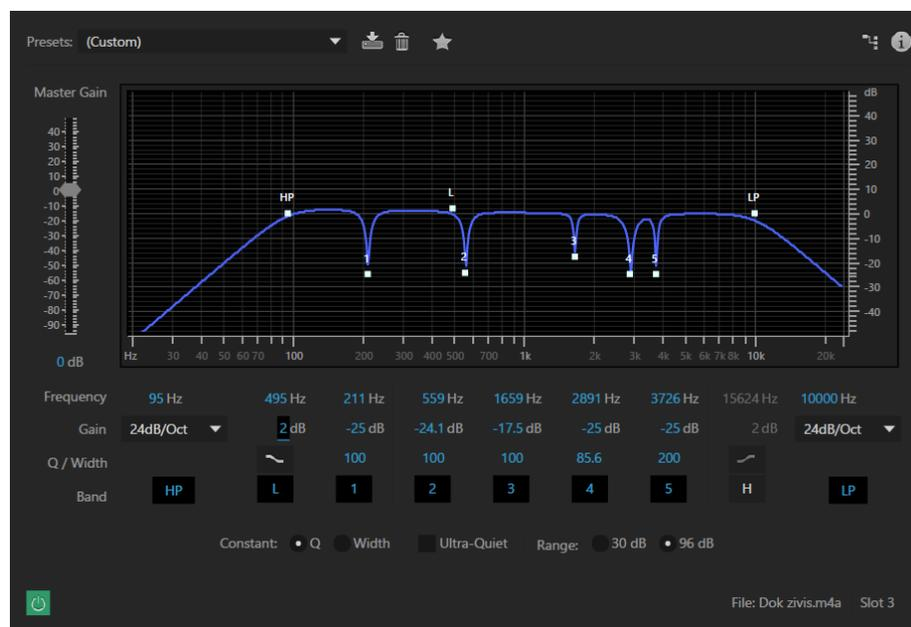 Presets: (Custom)
Master Gain
dB
40
30
20
10
0
-10
-20
-30
-40
-50
-60
-70
-80
-90
0 dB
HP
L
LP
1
2
3
4
5
40
30
20
10
0
-10
-20
-30
-40
Hz 30 40 50 60 70 100 200 300 400 500 700 1k 2k 3k 4k 5k 6k 7k 8k 10k 20k
Frequency 95 Hz 495 Hz 211 Hz 559 Hz 1659 Hz 2891 Hz 3726 Hz 15624 Hz 10000 Hz
Gain 24dB/Oct 2 dB -25 dB -24.1 dB -17.5 dB -25 dB -25 dB 2 dB 24dB/Oct
Q / Width 100 100 100 85.6 200
Band HP L 1 2 3 4 5 H LP
Constant: Q Width Ultra-Quiet Range: 30 dB 96 dB
File: Dok zivis.m4a Slot 3